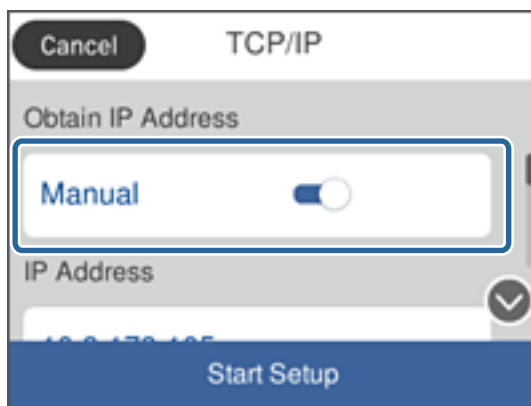 Cancel
TCP/IP
Obtain IP Address
Manual
IP Address
Start Setup